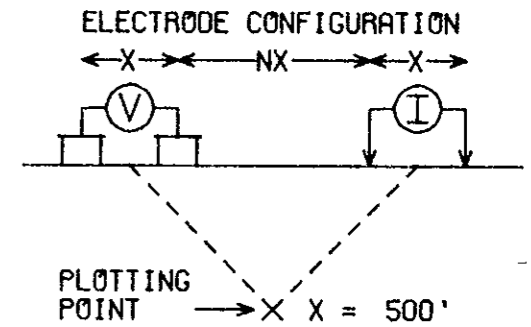 ELECTRODE CONFIGURATION
X NX X
V I
PLOTTING
POINT X X = 500'